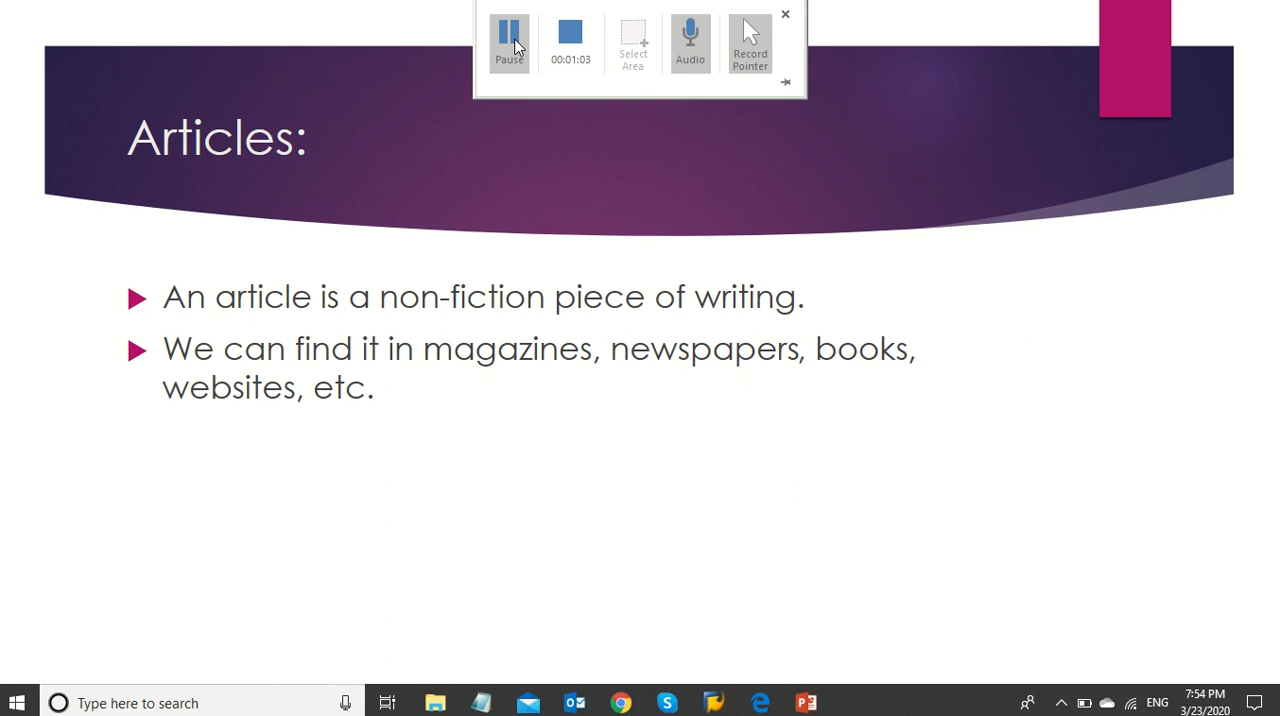 Pause
00:01:03
Select
Area
Audio
Record
Pointer
Articles:
An article is a non-fiction piece of writing.
We can find it in magazines, newspapers, books,
websites, etc.
Type here to search
ENG
7:54 PM
3/23/2020